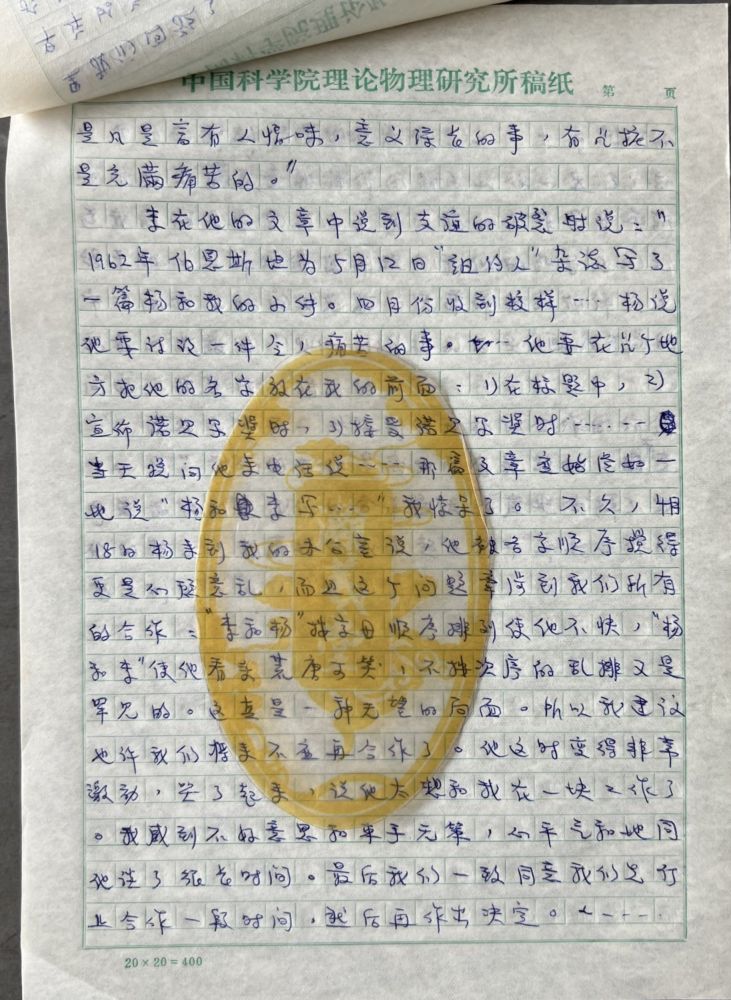 中国科学院理论物理研究所稿纸 第 页
是凡是富有人情味，意义深长的事，有几桩不
是充满痛苦的。"
李在他的文章中说到友谊的破裂时说："
1962年伯恩斯坦为5月12日"纽约人"杂志写了
一篇杨和我的文件。四月份收到校样……杨说
他要讨论一件令人痛苦的事。……他要在几个地
方把他的名字放在我的前面：1)在标题中，2)
宣布诺贝尔奖时，3)接受诺贝尔奖时………
当天晚间他来电话说……那篇文章应始终如一
地说"杨和李写…"我惊呆了。不久，4月
18日杨来到我的办公室说，他被名字顺序搅得
更是心烦意乱，而且这个问题牵涉到我们所有
的合作："李和杨"按字母顺序排列使他不快，"杨
和李"使他看来荒唐可笑，不按次序的乱排又是
罕见的。这真是一种无望的局面。所以我建议
也许我们将来不应再合作了。他这时变得非常
激动，哭了起来，说他太想和我在一块工作了
。我感到不好意思和束手无策，心平气和地同
他谈了很长时间。最后我们一致同意我们先停
止合作一段时间，然后再作出决定。……
20×20=400